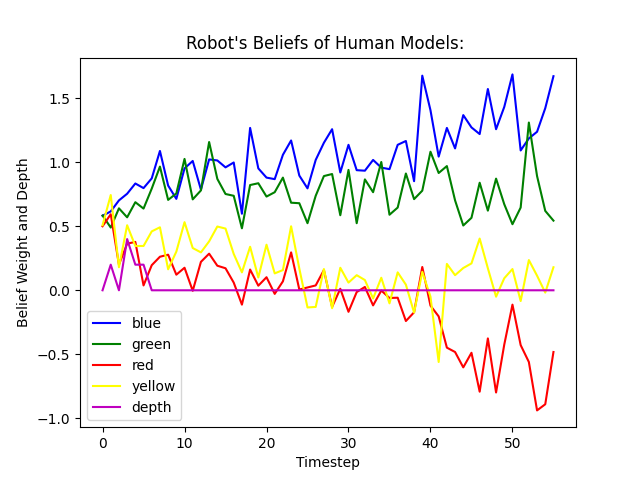 Robot's Beliefs of Human Models:
Belief Weight and Depth
1.5
1.0
0.5
0.0
−0.5
−1.0
blue
green
red
yellow
depth
0 10 20 30 40 50
Timestep